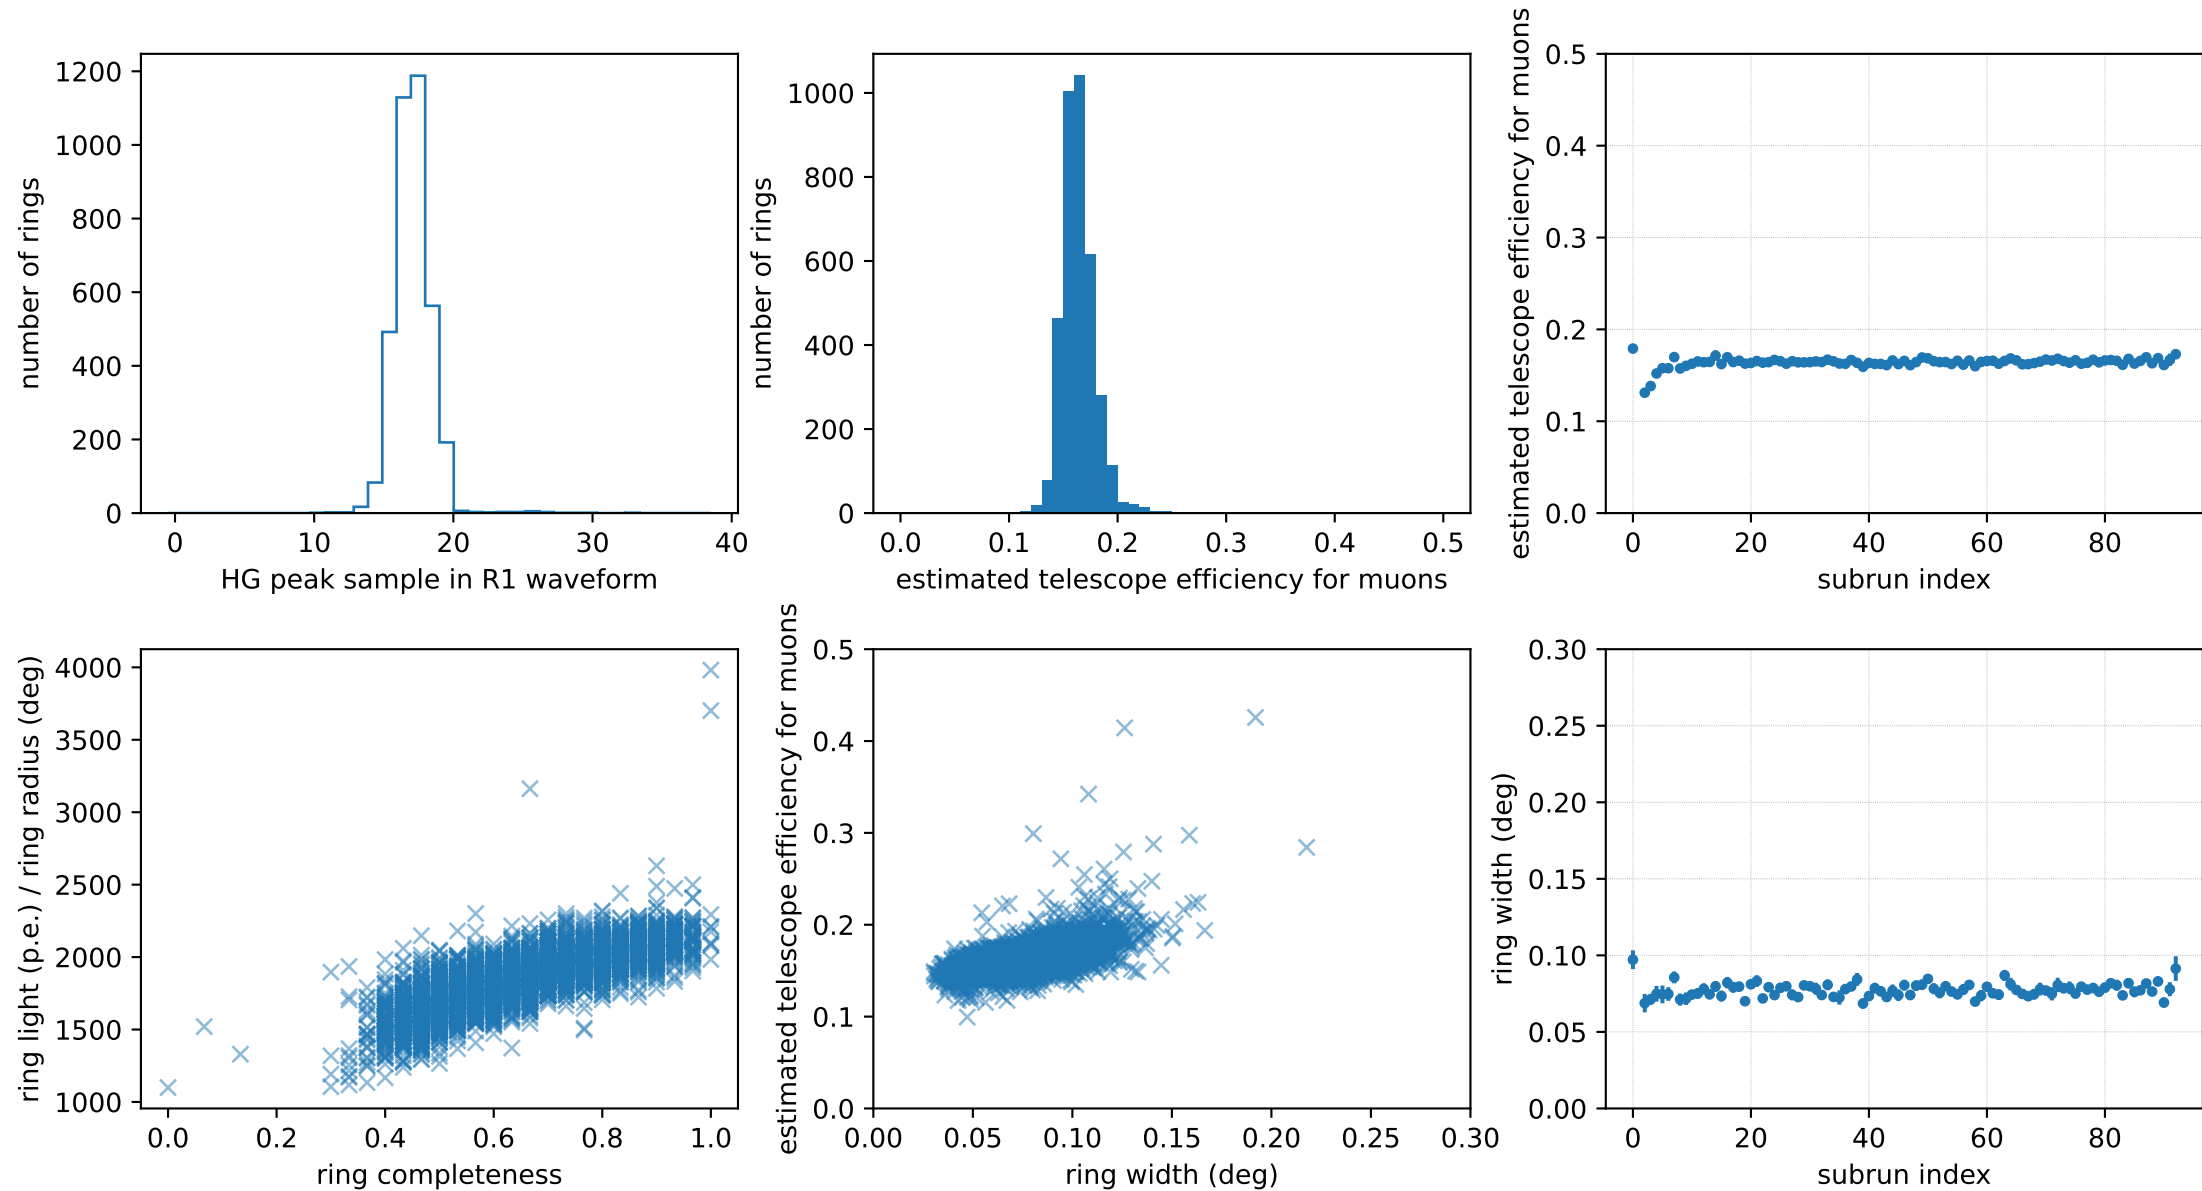 number of rings
1200
1000
800
600
400
200
0
0 10 20 30 40
HG peak sample in R1 waveform
number of rings
1000
800
600
400
200
0
0.0 0.1 0.2 0.3 0.4 0.5
estimated telescope efficiency for muons
estimated telescope efficiency for muons
0.5
0.4
0.3
0.2
0.1
0.0
0 20 40 60 80
subrun index
ring light (p.e.) / ring radius (deg)
4000
3500
3000
2500
2000
1500
1000
0.0 0.2 0.4 0.6 0.8 1.0
ring completeness
estimated telescope efficiency for muons
0.5
0.4
0.3
0.2
0.1
0.0
0.00 0.05 0.10 0.15 0.20 0.25 0.30
ring width (deg)
ring width (deg)
0.30
0.25
0.20
0.15
0.10
0.05
0.00
0 20 40 60 80
subrun index